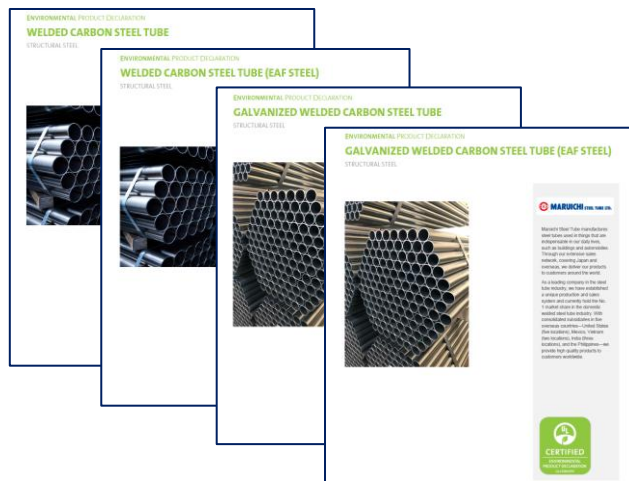 ENVIRONMENTAL PRODUCT DECLARATION
WELDED CARBON STEEL TUBE
STRUCTURAL STEEL
ENVIRONMENTAL PRODUCT DECLARATION
WELDED CARBON STEEL TUBE (EAF STEEL)
STRUCTURAL STEEL
ENVIRONMENTAL PRODUCT DECLARATION
GALVANIZED WELDED CARBON STEEL TUBE
STRUCTURAL STEEL
ENVIRONMENTAL PRODUCT DECLARATION
GALVANIZED WELDED CARBON STEEL TUBE (EAF STEEL)
STRUCTURAL STEEL
MARUICHI STEEL TUBE LTD.
Maruichi Steel Tube manufactures
steel tubes used in things that are
indispensable in our daily lives,
such as buildings and automobiles.
Through our extensive sales
network, covering Japan and
overseas, we deliver our products
to customers around the world.
As a leading company in the steel
tube industry, we have established
a unique production and sales
system and currently hold the No.
1 market share in the domestic
welded steel tube industry. With
consolidated subsidiaries in five
overseas countries—United States
(five locations), Mexico, Vietnam
(two locations), India (three
locations), and the Philippines—we
provide high quality products to
customers worldwide.
UL
CERTIFIED
ENVIRONMENTAL
PRODUCT DECLARATION